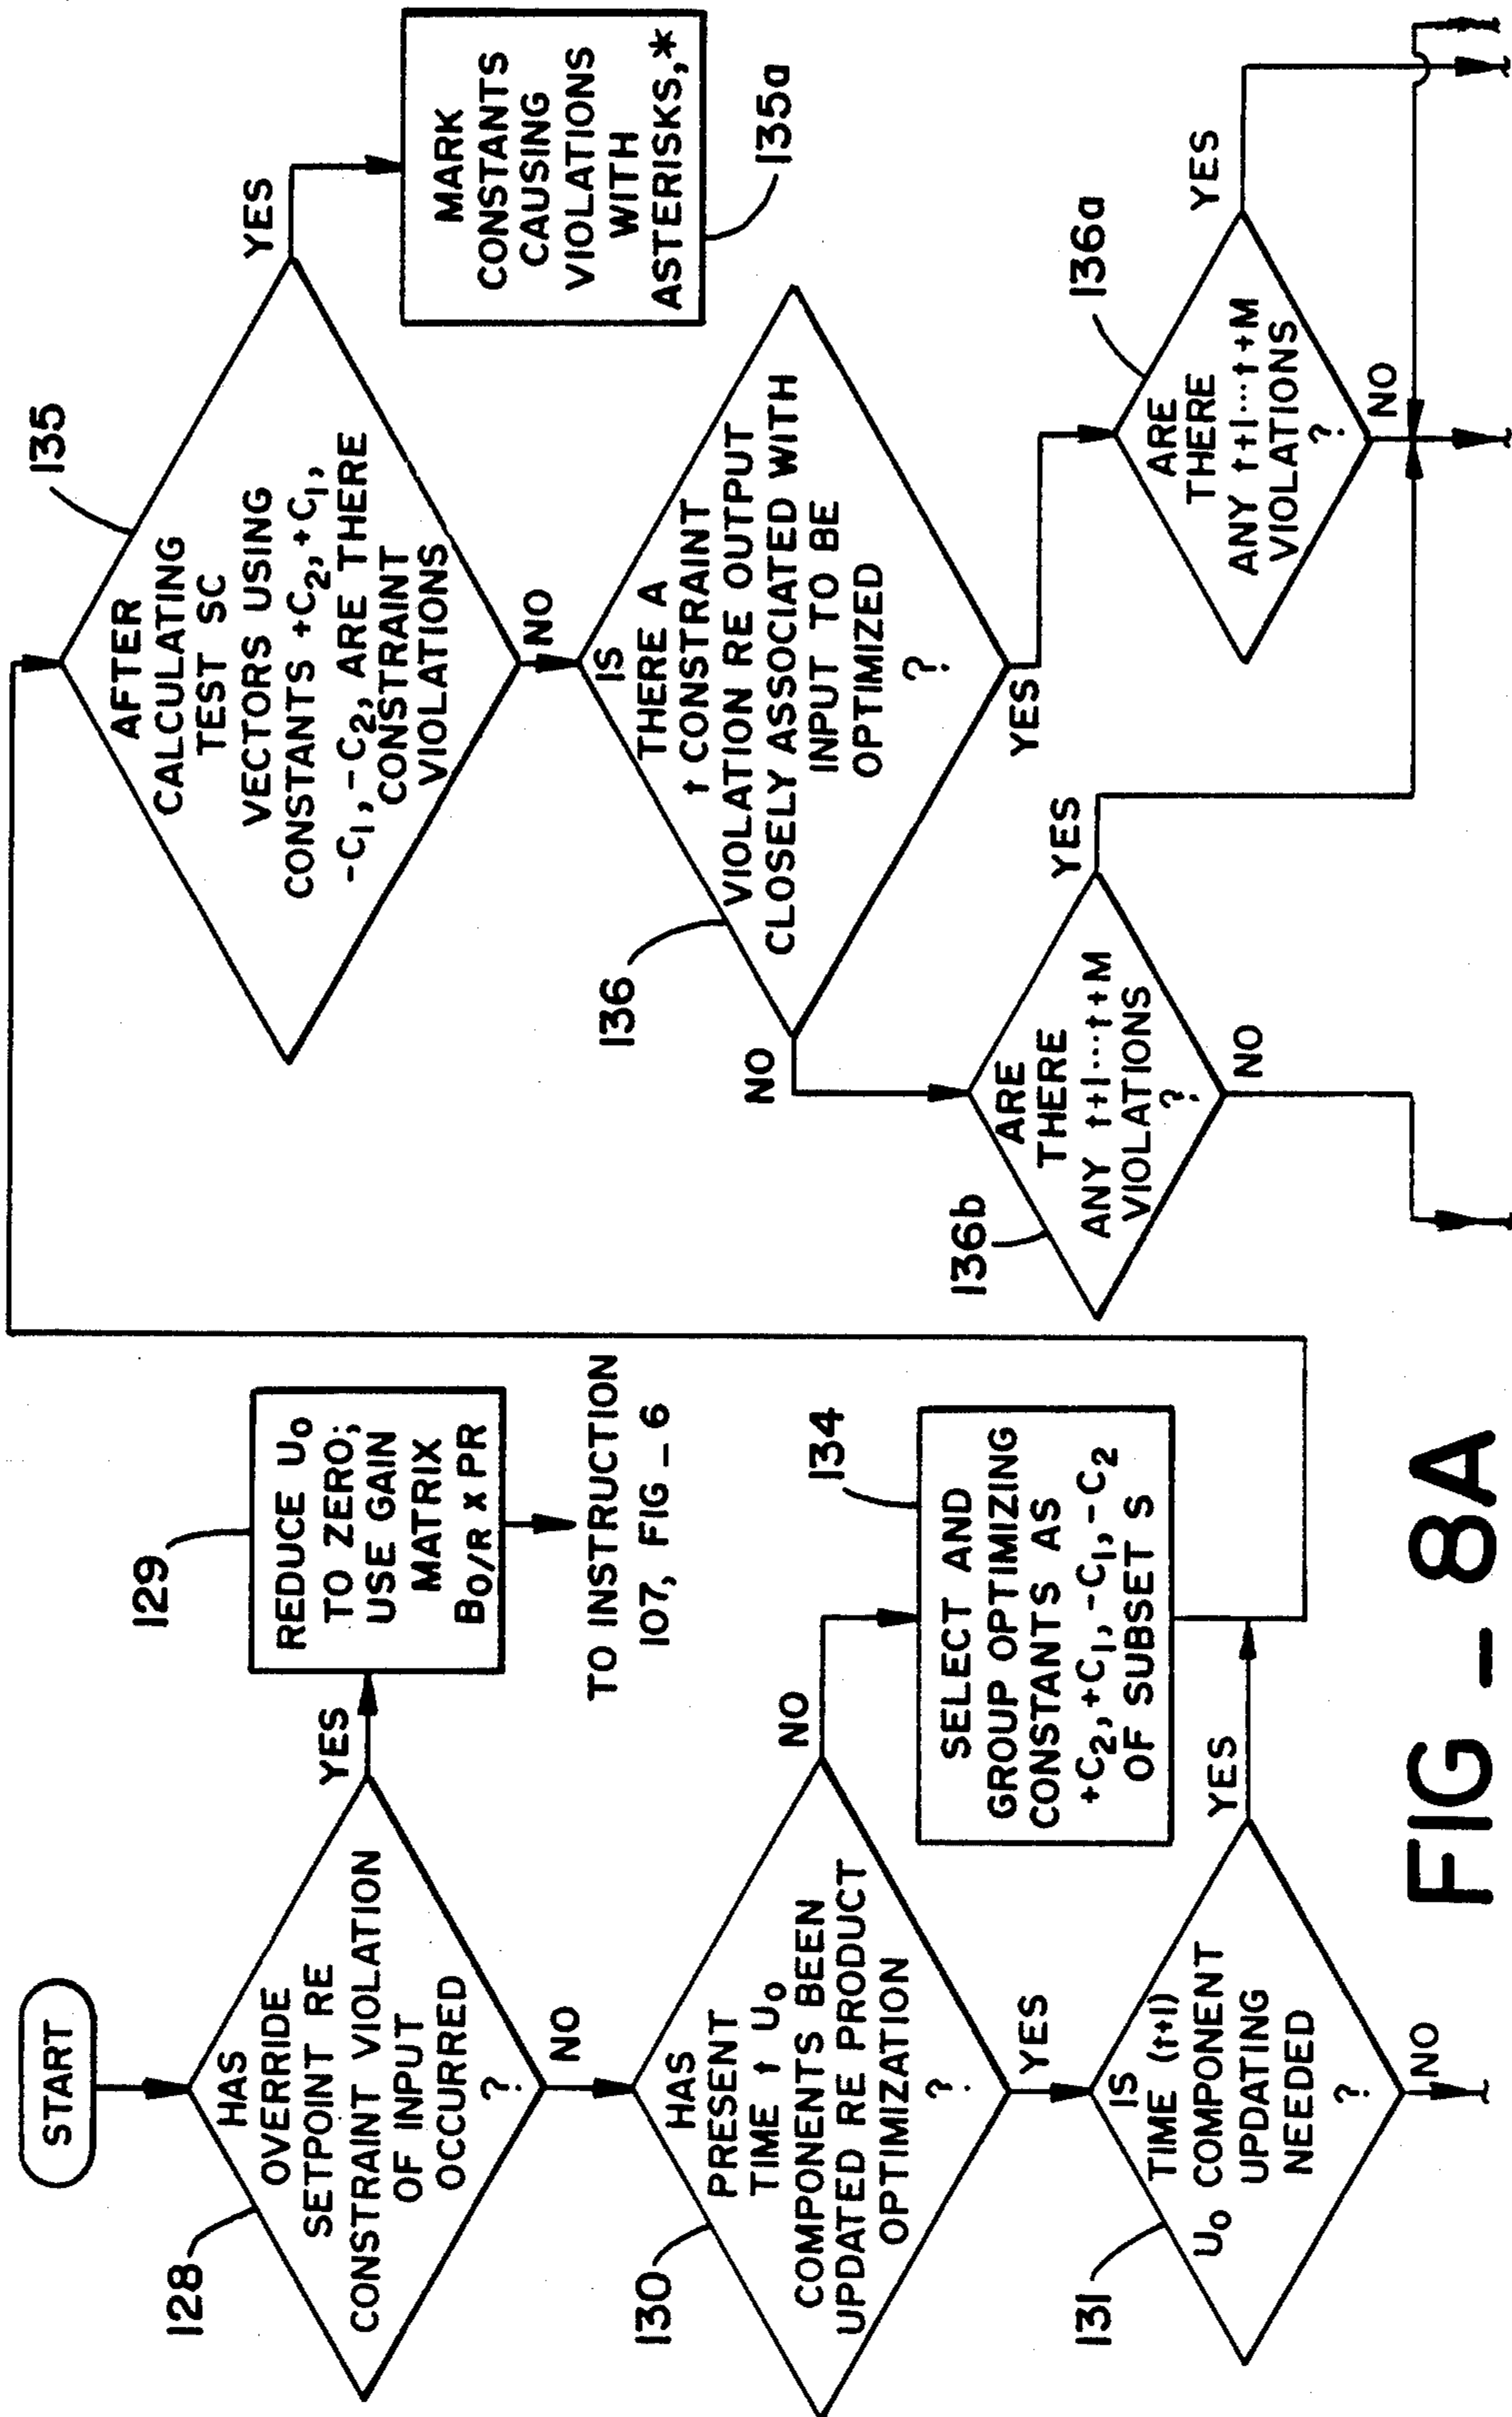 START
128
HAS
OVERRIDE
SETPOINT RE
CONSTRAINT VIOLATION
OF INPUT
OCCURRED
?
YES
NO
129
REDUCE U₀
TO ZERO;
USE GAIN
MATRIX
B₀/R x PR
TO INSTRUCTION
107, FIG _ 6
130
HAS
PRESENT
TIME t U₀
COMPONENTS BEEN
UPDATED RE PRODUCT
OPTIMIZATION
?
NO
YES
134
SELECT AND
GROUP OPTIMIZING
CONSTANTS AS
+C₂,+C₁,-C₁,-C₂
OF SUBSET S
131
IS
TIME (t+1)
U₀ COMPONENT
UPDATING
NEEDED
?
YES
NO
135
AFTER
CALCULATING
TEST SC
VECTORS USING
CONSTANTS +C₂,+C₁,
-C₁,-C₂, ARE THERE
CONSTRAINT
VIOLATIONS
YES
NO
MARK
CONSTANTS
CAUSING
VIOLATIONS
WITH
ASTERISKS,*
135a
136
IS
THERE A
t CONSTRAINT
VIOLATION RE OUTPUT
CLOSELY ASSOCIATED WITH
INPUT TO BE
OPTIMIZED
?
NO
YES
136b
ARE
THERE
ANY t+1···t+M
VIOLATIONS
?
YES
NO
136a
ARE
THERE
ANY t+1···t+M
VIOLATIONS
?
YES
NO
FIG - 8A